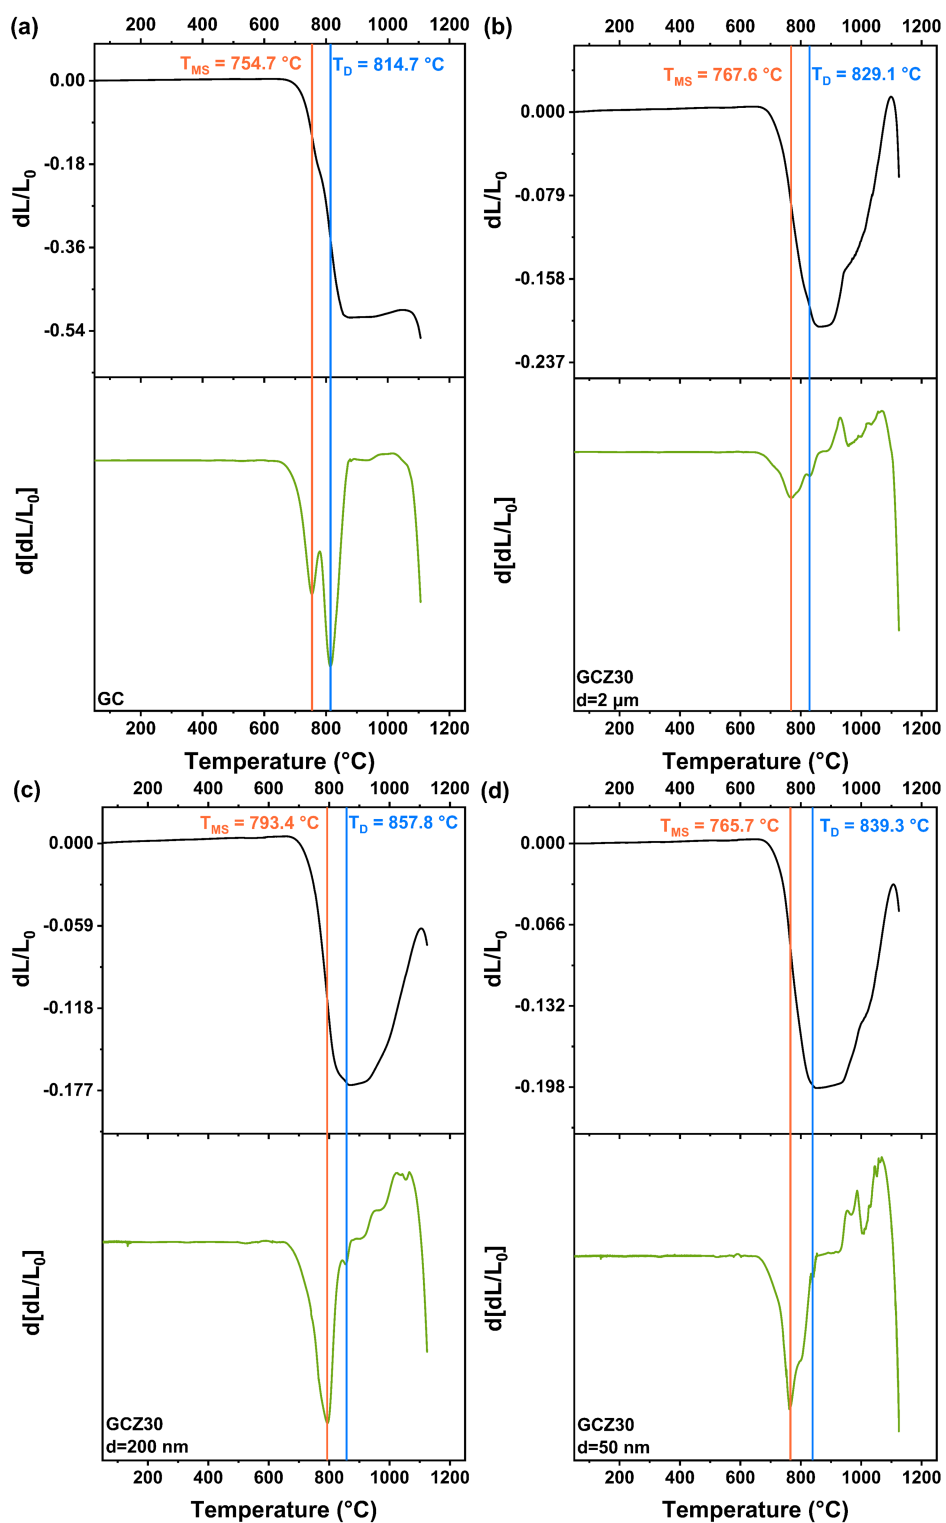 (a)
200 400 600 800 1000 1200
T_MS = 754.7 °C
T_D = 814.7 °C
0.00
-0.18
-0.36
-0.54
dL/L_0
d[dL/L_0]
GC
200 400 600 800 1000 1200
Temperature (°C)
(b)
200 400 600 800 1000 1200
T_MS = 767.6 °C
T_D = 829.1 °C
0.000
-0.079
-0.158
-0.237
dL/L_0
d[dL/L_0]
GCZ30
d=2 µm
200 400 600 800 1000 1200
Temperature (°C)
(c)
200 400 600 800 1000 1200
T_MS = 793.4 °C
T_D = 857.8 °C
0.000
-0.059
-0.118
-0.177
dL/L_0
d[dL/L_0]
GCZ30
d=200 nm
200 400 600 800 1000 1200
Temperature (°C)
(d)
200 400 600 800 1000 1200
T_MS = 765.7 °C
T_D = 839.3 °C
0.000
-0.066
-0.132
-0.198
dL/L_0
d[dL/L_0]
GCZ30
d=50 nm
200 400 600 800 1000 1200
Temperature (°C)